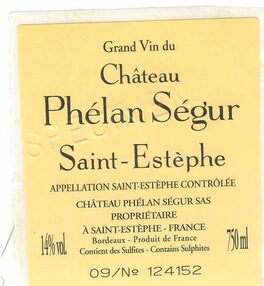 Grand Vin du
Château
Phélan Ségur
Saint-Estèphe
APPELLATION SAINT-ESTÈPHE CONTRÔLÉE
CHÂTEAU PHÉLAN SÉGUR SAS
PROPRIÉTAIRE
À SAINT-ESTÈPHE - FRANCE
14% vol. Bordeaux - Produit de France 750 ml
Contient des Sulfites - Contains Sulphites
09/No 124152